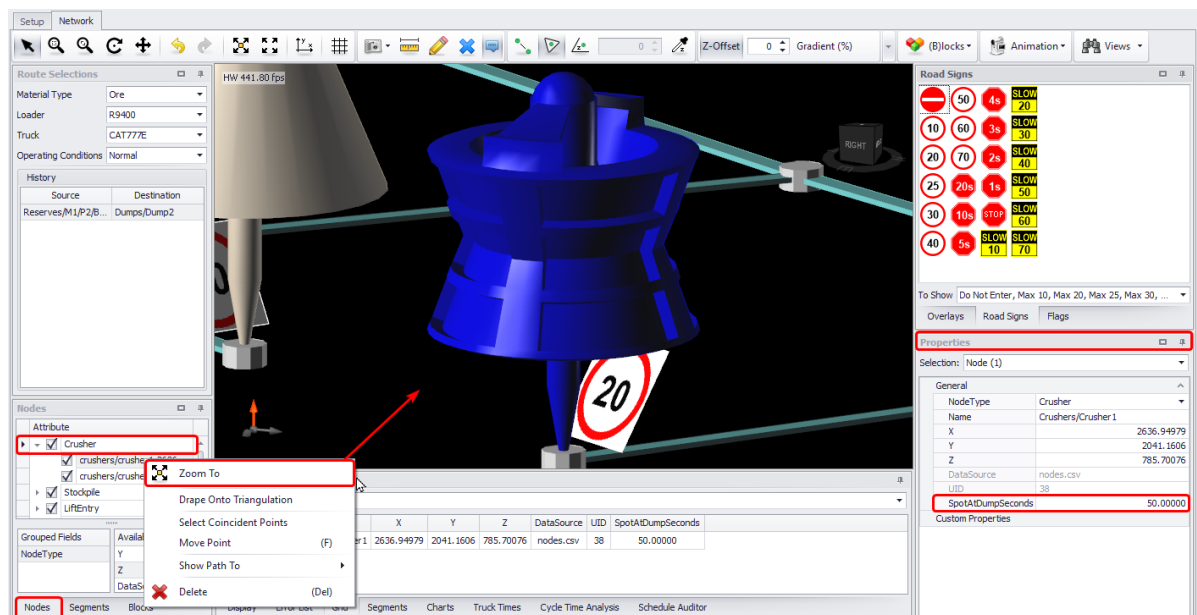 Setup Network
0 Z-Offset 0 Gradient (%) (B)locks Animation Views
Route Selections
Material Type Ore
Loader R9400
Truck CAT777E
Operating Conditions Normal
History
Source Destination
Reserves/M1/P2/B... Dumps/Dump2
HW 441.80 fps
RIGHT
20
Nodes
Attribute
Crusher
crushers/crushe
Stockpile
LiftEntry
Grouped Fields
NodeType
Y
Z
Nodes Segments Blocks
Zoom To
Drape Onto Triangulation
Select Coincident Points
Move Point (F)
Show Path To
Delete (Del)
X Y Z DataSource UID SpotAtDumpSeconds
2636.94979 2041.1606 785.70076 nodes.csv 38 50.00000
Display Error List Grid Segments Charts Truck Times Cycle Time Analysis Schedule Auditor
Road Signs
50 4s SLOW 20
10 60 3s SLOW 30
20 70 2s SLOW 40
25 20s 1s SLOW 50
30 10s STOP SLOW 60
40 5s SLOW 10 SLOW 70
To Show Do Not Enter, Max 10, Max 20, Max 25, Max 30, ...
Overlays Road Signs Flags
Properties
Selection: Node (1)
General
NodeType Crusher
Name Crushers/Crusher1
X 2636.94979
Y 2041.1606
Z 785.70076
DataSource nodes.csv
UID 38
SpotAtDumpSeconds 50.00000
Custom Properties